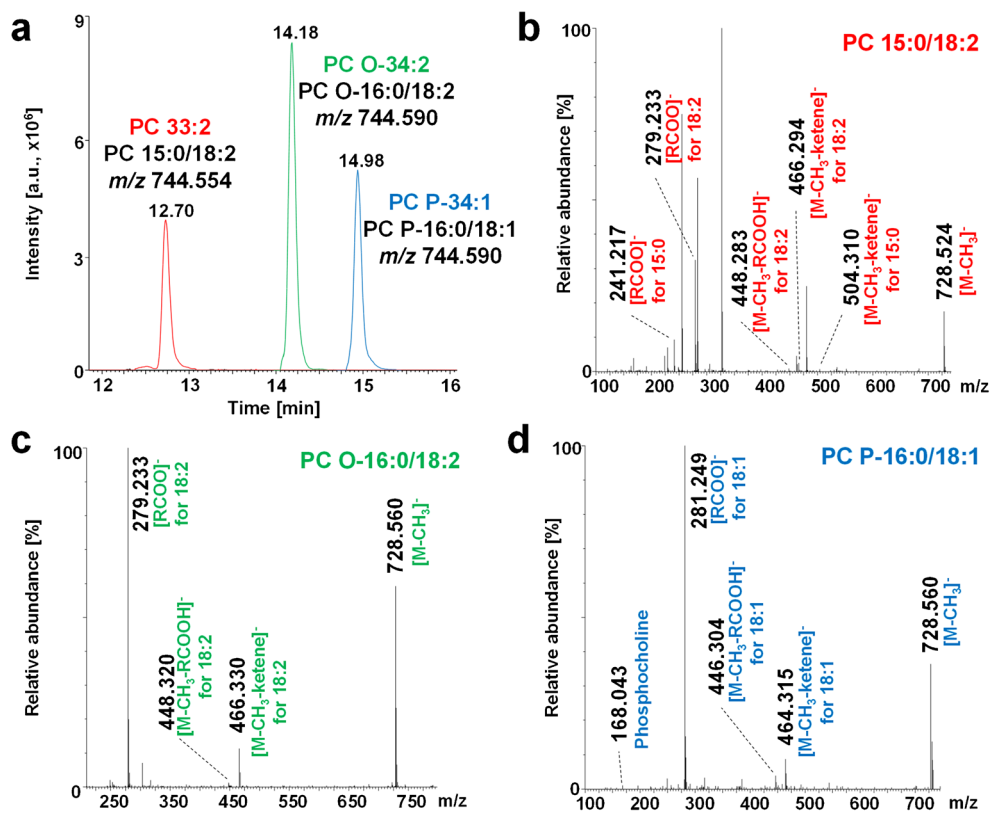 a
9
6
3
0
Intensity [a.u., x10⁶]
14.18
PC O-34:2
PC O-16:0/18:2
m/z 744.590
PC 33:2
PC 15:0/18:2
m/z 744.554
12.70
14.98
PC P-34:1
PC P-16:0/18:1
m/z 744.590
12 13 14 15 16
Time [min]
b
PC 15:0/18:2
100
0
Relative abundance [%]
241.217
[RCOO]⁻
for 15:0
279.233
[RCOO]⁻
for 18:2
448.283
[M-CH₃-RCOOH]⁻
for 18:2
466.294
[M-CH₃-ketene]⁻
for 18:2
504.310
[M-CH₃-ketene]⁻
for 15:0
728.524
[M-CH₃]⁻
100 200 300 400 500 600 700 m/z
c
PC O-16:0/18:2
100
0
Relative abundance [%]
279.233
[RCOO]⁻
for 18:2
448.320
[M-CH₃-RCOOH]⁻
for 18:2
466.330
[M-CH₃-ketene]⁻
for 18:2
728.560
[M-CH₃]⁻
250 350 450 550 650 750 m/z
d
PC P-16:0/18:1
100
0
Relative abundance [%]
168.043
Phosphocholine
281.249
[RCOO]⁻
for 18:1
446.304
[M-CH₃-RCOOH]⁻
for 18:1
464.315
[M-CH₃-ketene]⁻
for 18:1
728.560
[M-CH₃]⁻
100 200 300 400 500 600 700 m/z